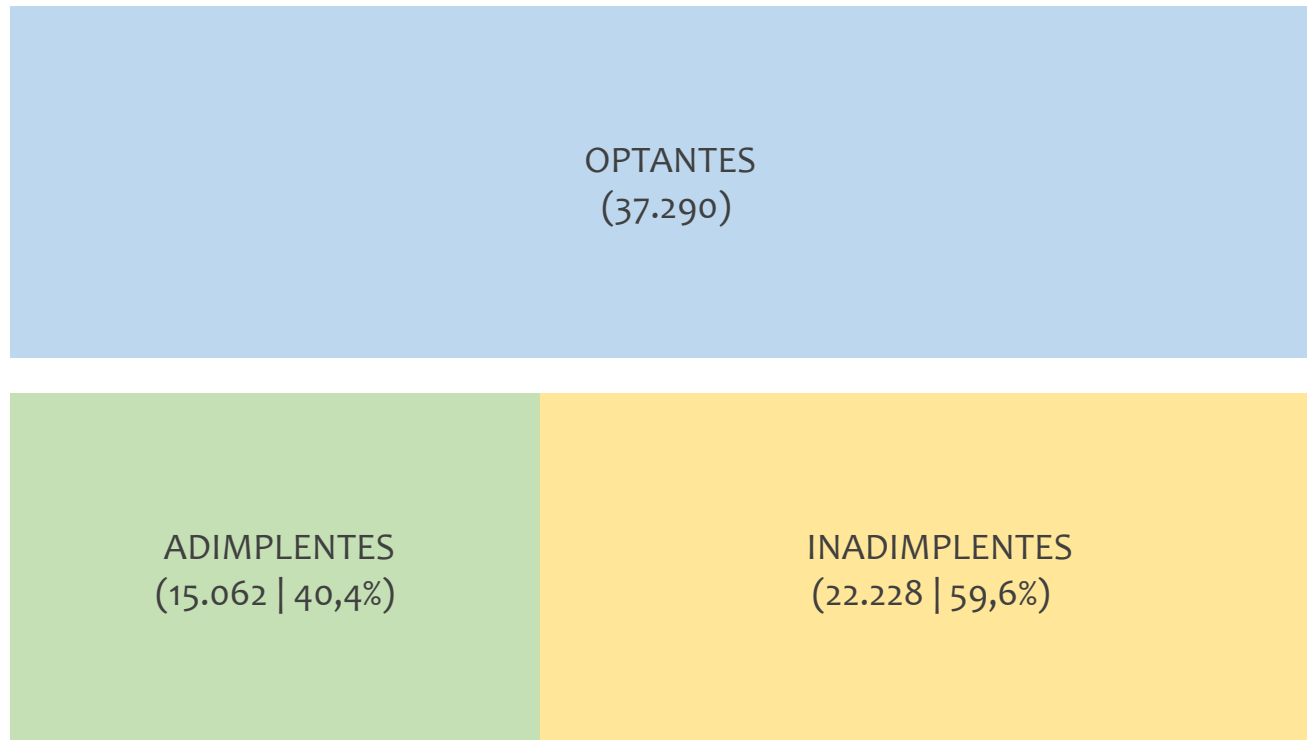 OPTANTES
(37.290)
ADIMPLENTES
(15.062 | 40,4%)
INADIMPLENTES
(22.228 | 59,6%)